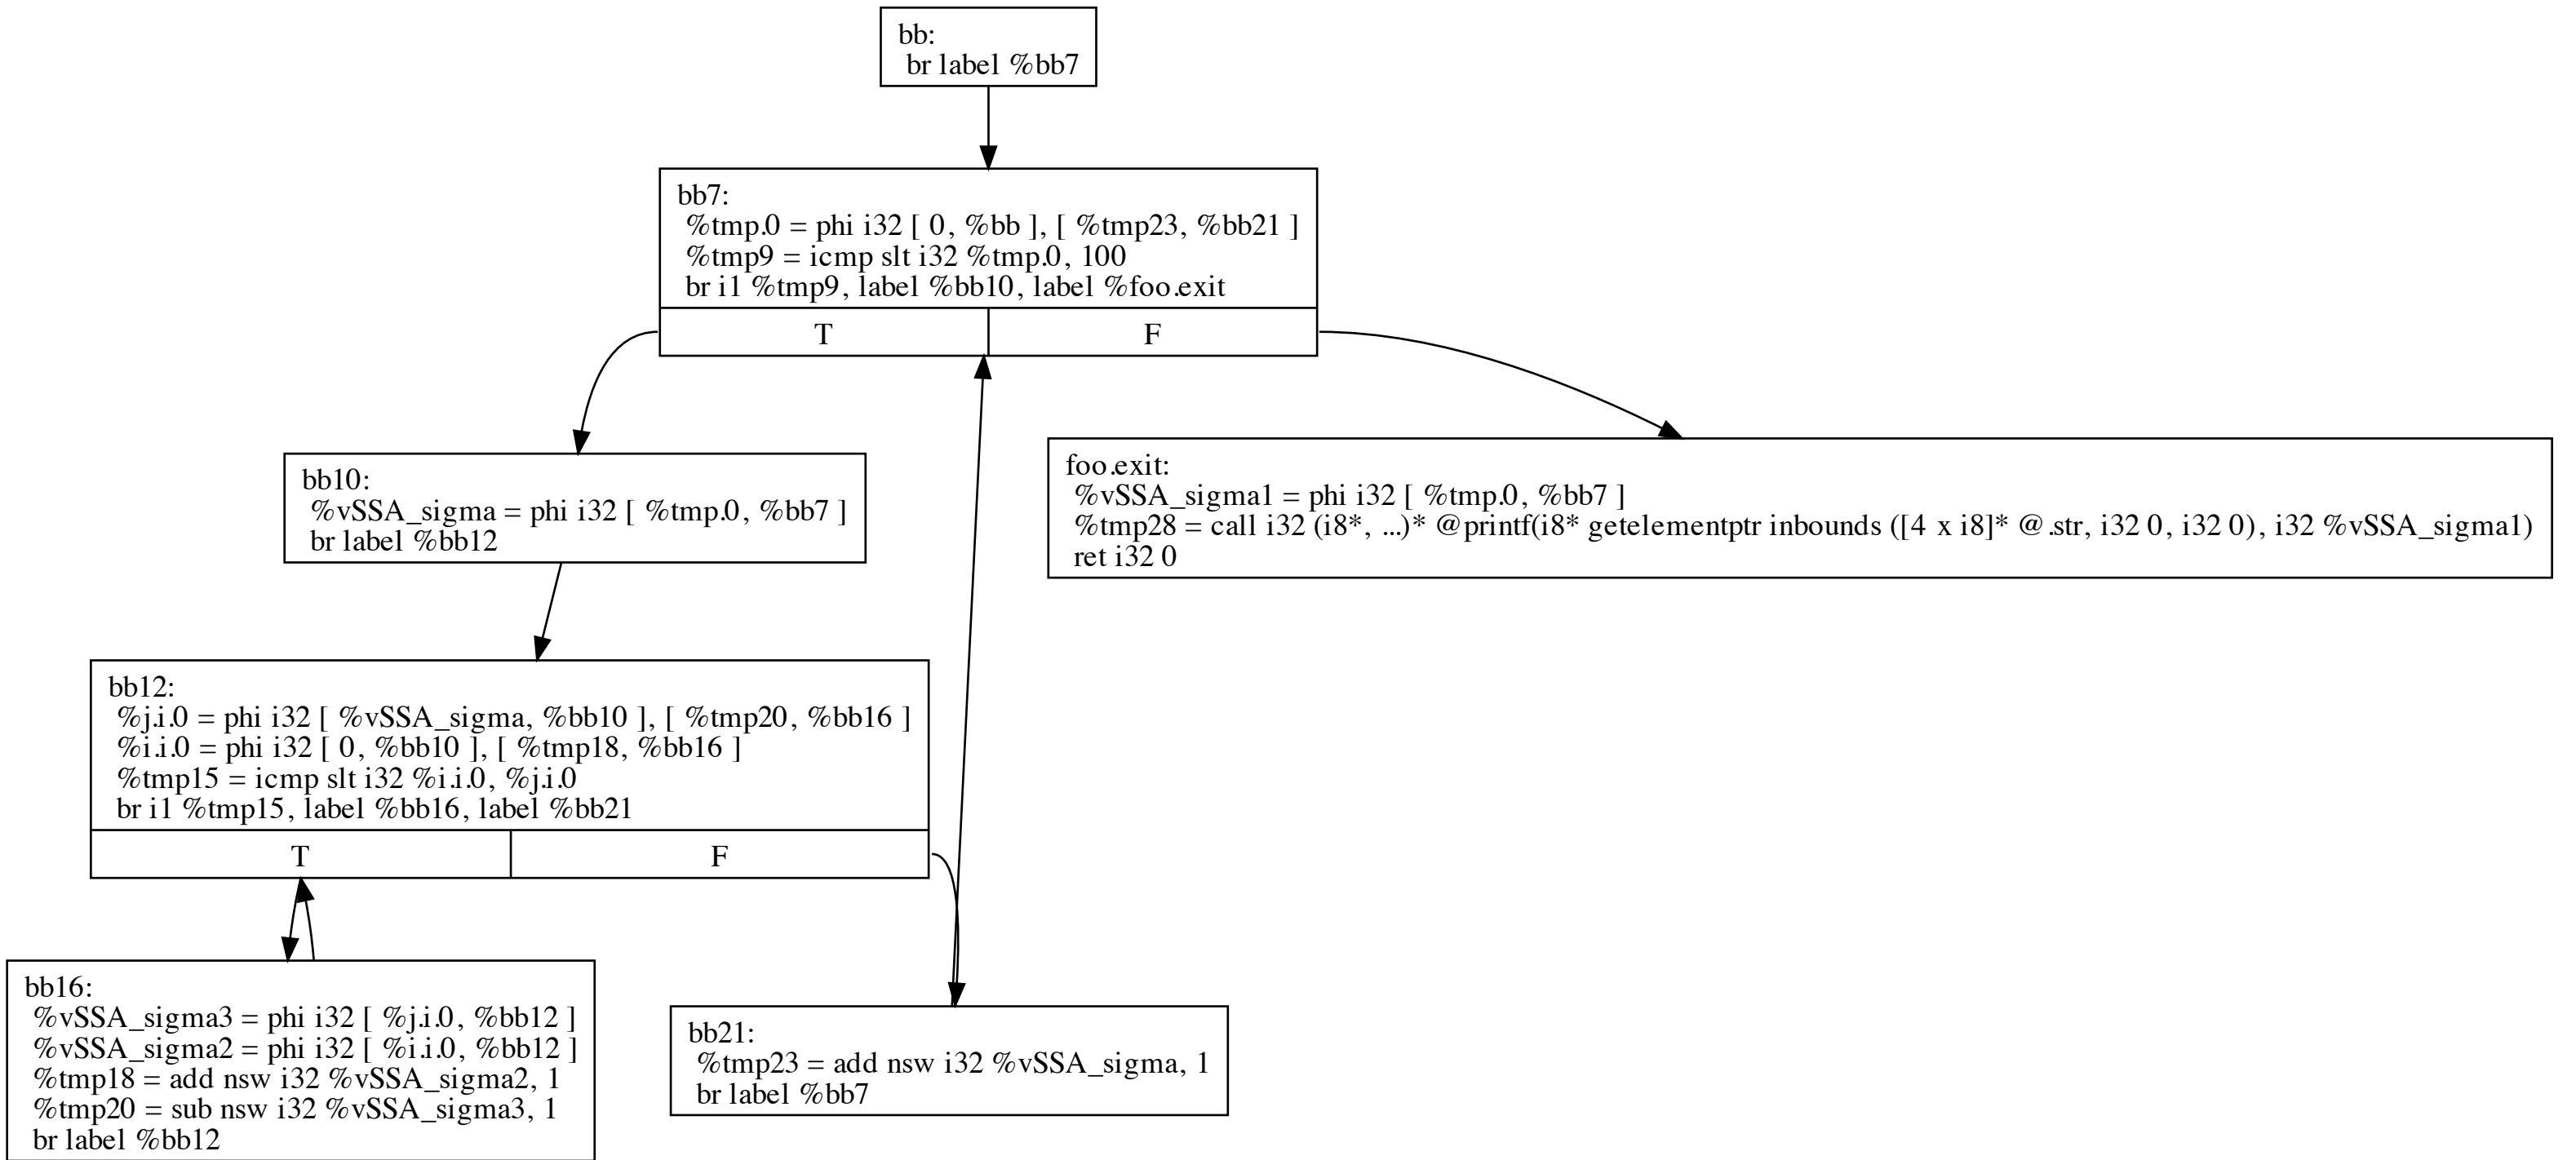 bb:
br label %bb7
bb7:
%tmp.0 = phi i32 [ 0, %bb ], [ %tmp23, %bb21 ]
%tmp9 = icmp slt i32 %tmp.0, 100
br i1 %tmp9, label %bb10, label %foo.exit
T
F
bb10:
%vSSA_sigma = phi i32 [ %tmp.0, %bb7 ]
br label %bb12
foo.exit:
%vSSA_sigma1 = phi i32 [ %tmp.0, %bb7 ]
%tmp28 = call i32 (i8*, ...)* @printf(i8* getelementptr inbounds ([4 x i8]* @.str, i32 0, i32 0), i32 %vSSA_sigma1)
ret i32 0
bb12:
%j.i.0 = phi i32 [ %vSSA_sigma, %bb10 ], [ %tmp20, %bb16 ]
%i.i.0 = phi i32 [ 0, %bb10 ], [ %tmp18, %bb16 ]
%tmp15 = icmp slt i32 %i.i.0, %j.i.0
br i1 %tmp15, label %bb16, label %bb21
T
F
bb16:
%vSSA_sigma3 = phi i32 [ %j.i.0, %bb12 ]
%vSSA_sigma2 = phi i32 [ %i.i.0, %bb12 ]
%tmp18 = add nsw i32 %vSSA_sigma2, 1
%tmp20 = sub nsw i32 %vSSA_sigma3, 1
br label %bb12
bb21:
%tmp23 = add nsw i32 %vSSA_sigma, 1
br label %bb7